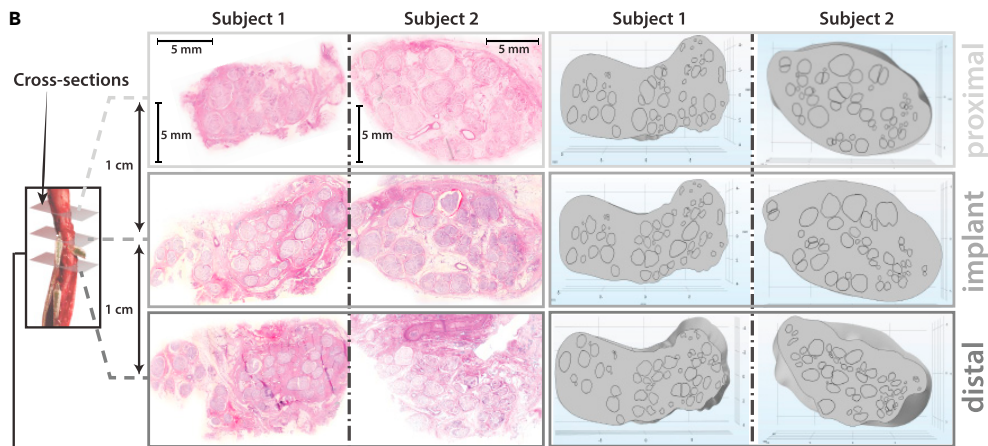 B
Subject 1
Subject 2
Subject 1
Subject 2
Cross-sections
5 mm
5 mm
5 mm
5 mm
1 cm
1 cm
proximal
implant
distal